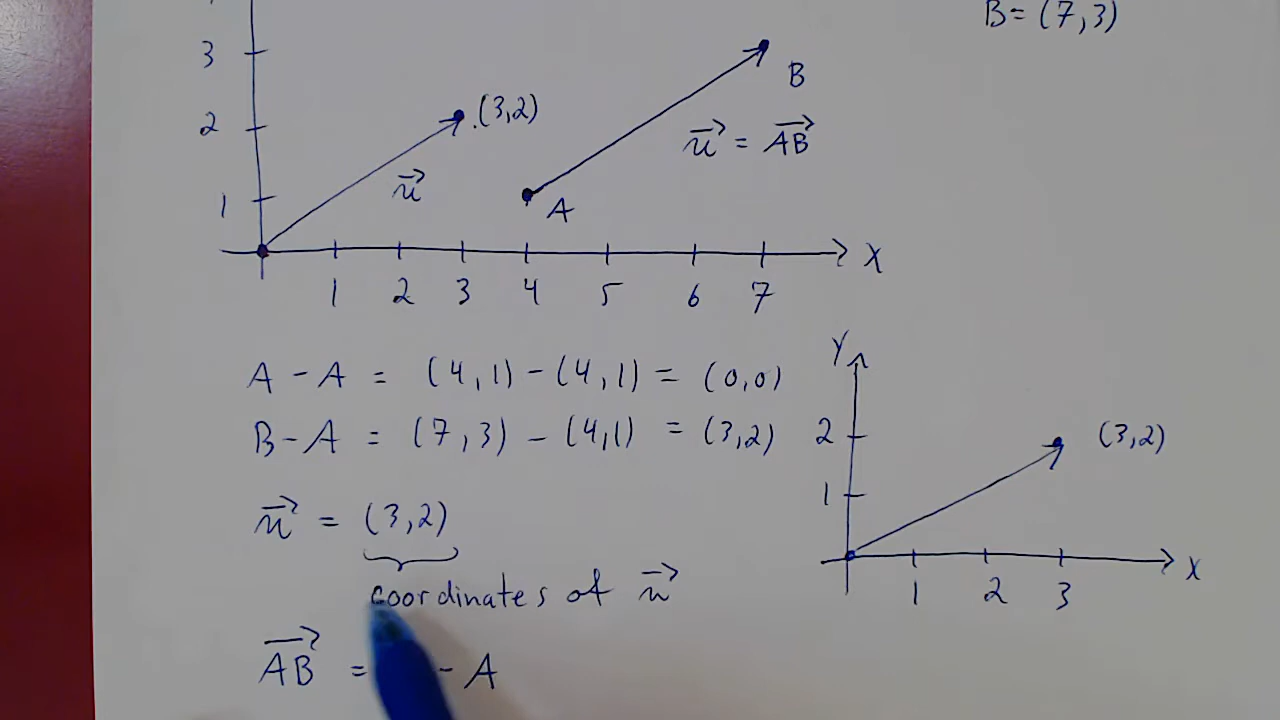 B = (7,3)
3
2
1
(3,2)
u⃗
B
u⃗ = AB⃗
A
X
1 2 3 4 5 6 7
A - A = (4,1) - (4,1) = (0,0)
B - A = (7,3) - (4,1) = (3,2)
u⃗ = (3,2)
coordinates of u⃗
AB⃗ = - A
Y
2
1
(3,2)
X
1 2 3